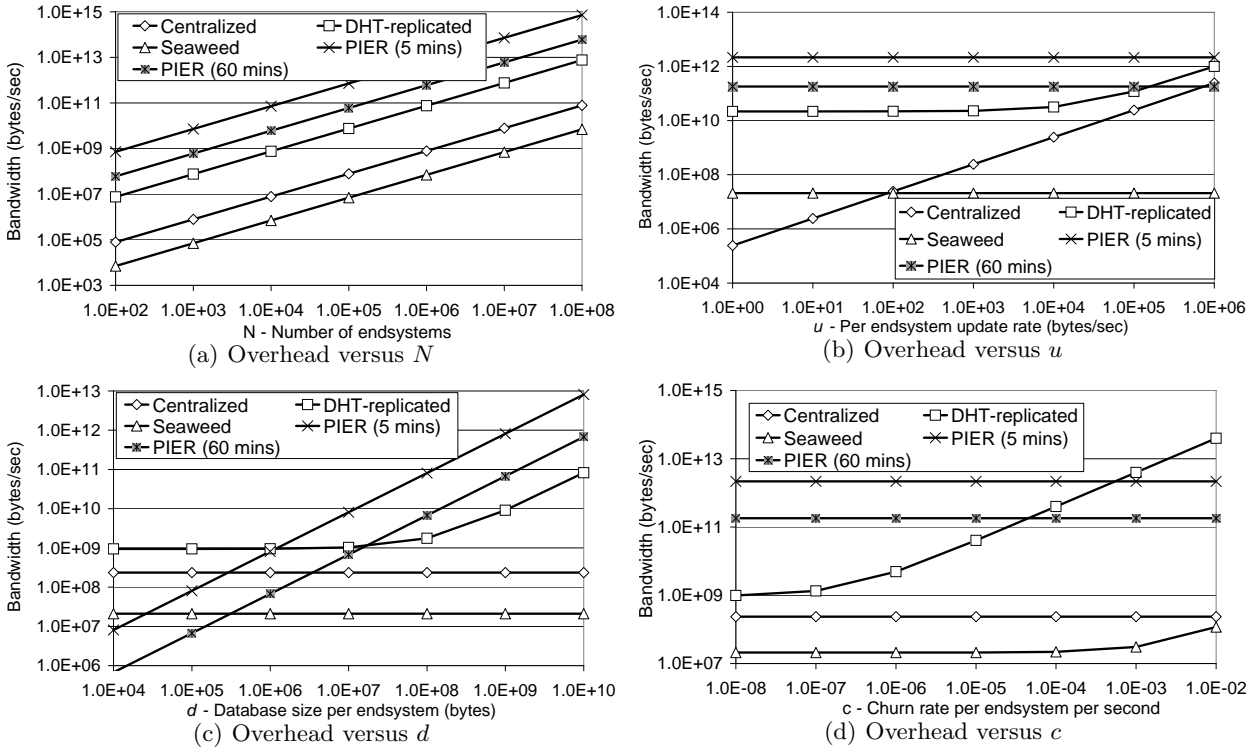 1.0E+15
1.0E+13
1.0E+11
1.0E+09
1.0E+07
1.0E+05
1.0E+03
Bandwidth (bytes/sec)
Centralized
DHT-replicated
Seaweed
PIER (5 mins)
PIER (60 mins)
1.0E+02 1.0E+03 1.0E+04 1.0E+05 1.0E+06 1.0E+07 1.0E+08
N - Number of endsystems
(a) Overhead versus N
1.0E+14
1.0E+12
1.0E+10
1.0E+08
1.0E+06
1.0E+04
Bandwidth (bytes/sec)
Centralized
DHT-replicated
Seaweed
PIER (5 mins)
PIER (60 mins)
1.0E+00 1.0E+01 1.0E+02 1.0E+03 1.0E+04 1.0E+05 1.0E+06
u - Per endsystem update rate (bytes/sec)
(b) Overhead versus u
1.0E+13
1.0E+12
1.0E+11
1.0E+10
1.0E+09
1.0E+08
1.0E+07
1.0E+06
Bandwidth (bytes/sec)
Centralized
DHT-replicated
Seaweed
PIER (5 mins)
PIER (60 mins)
1.0E+04 1.0E+05 1.0E+06 1.0E+07 1.0E+08 1.0E+09 1.0E+10
d - Database size per endsystem (bytes)
(c) Overhead versus d
1.0E+15
1.0E+13
1.0E+11
1.0E+09
1.0E+07
Bandwidth (bytes/sec)
Centralized
DHT-replicated
Seaweed
PIER (5 mins)
PIER (60 mins)
1.0E-08 1.0E-07 1.0E-06 1.0E-05 1.0E-04 1.0E-03 1.0E-02
c - Churn rate per endsystem per second
(d) Overhead versus c